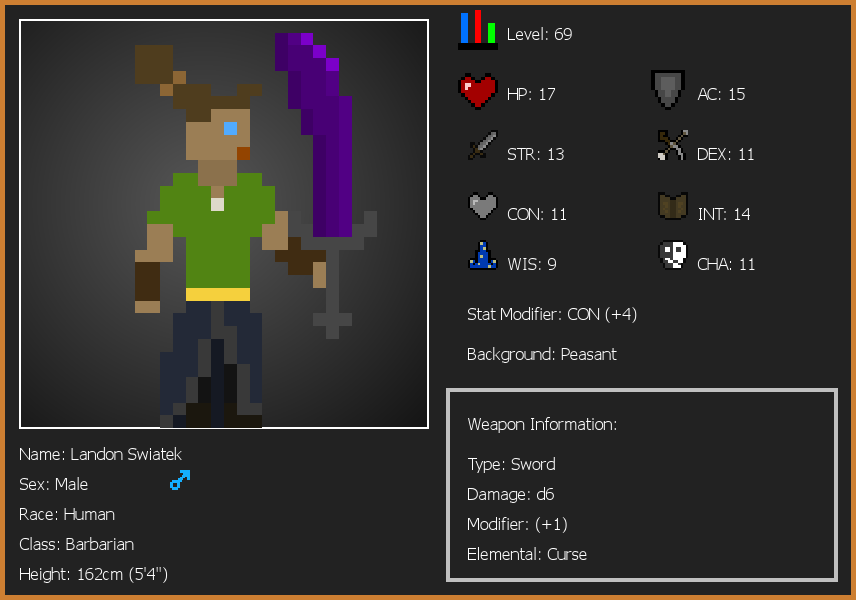 Level: 69
HP: 17
AC: 15
STR: 13
DEX: 11
CON: 11
INT: 14
WIS: 9
CHA: 11
Stat Modifier: CON (+4)
Background: Peasant
Weapon Information:
Type: Sword
Damage: d6
Modifier: (+1)
Elemental: Curse
Name: Landon Swiatek
Sex: Male
Race: Human
Class: Barbarian
Height: 162cm (5'4")